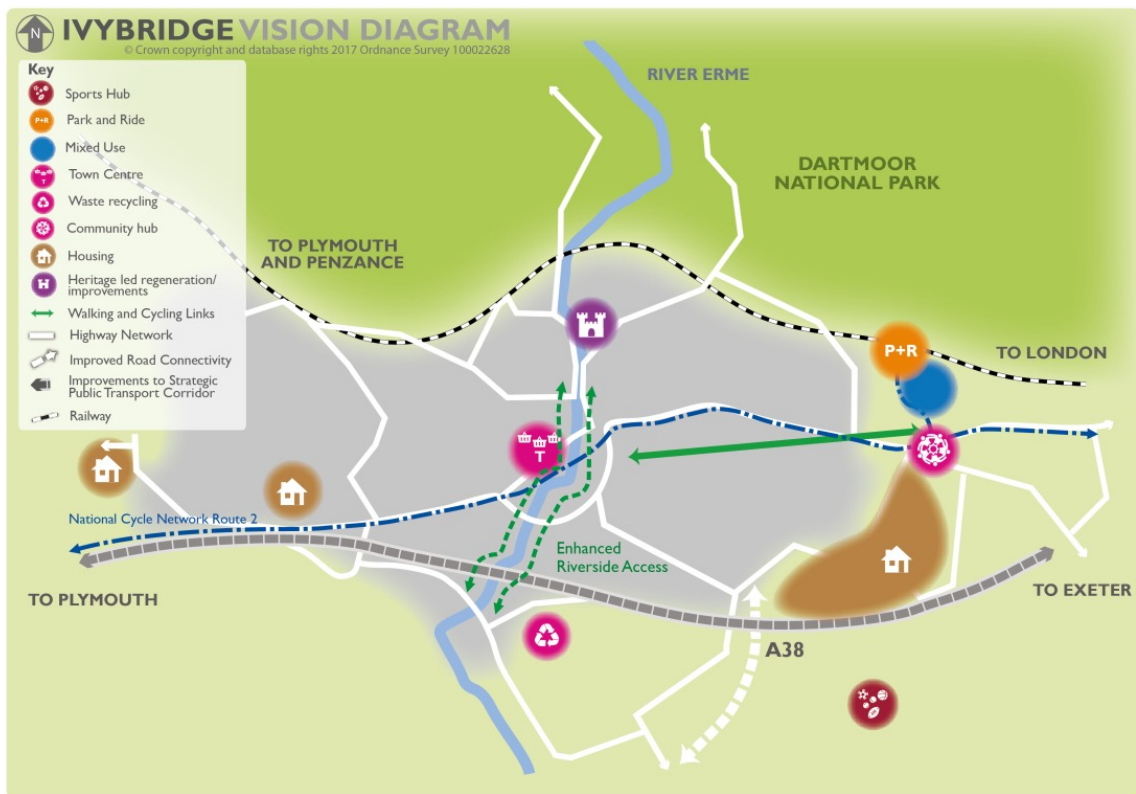 N
IVYBRIDGE VISION DIAGRAM
© Crown copyright and database rights 2017 Ordnance Survey 100022628
Key
Sports Hub
P+R
Park and Ride
Mixed Use
T
Town Centre
Waste recycling
Community hub
Housing
Heritage led regeneration/
improvements
Walking and Cycling Links
Highway Network
Improved Road Connectivity
Improvements to Strategic
Public Transport Corridor
Railway
RIVER ERME
DARTMOOR
NATIONAL PARK
TO PLYMOUTH
AND PENZANCE
P+R
TO LONDON
T
National Cycle Network Route 2
Enhanced
Riverside Access
TO PLYMOUTH
TO EXETER
A38